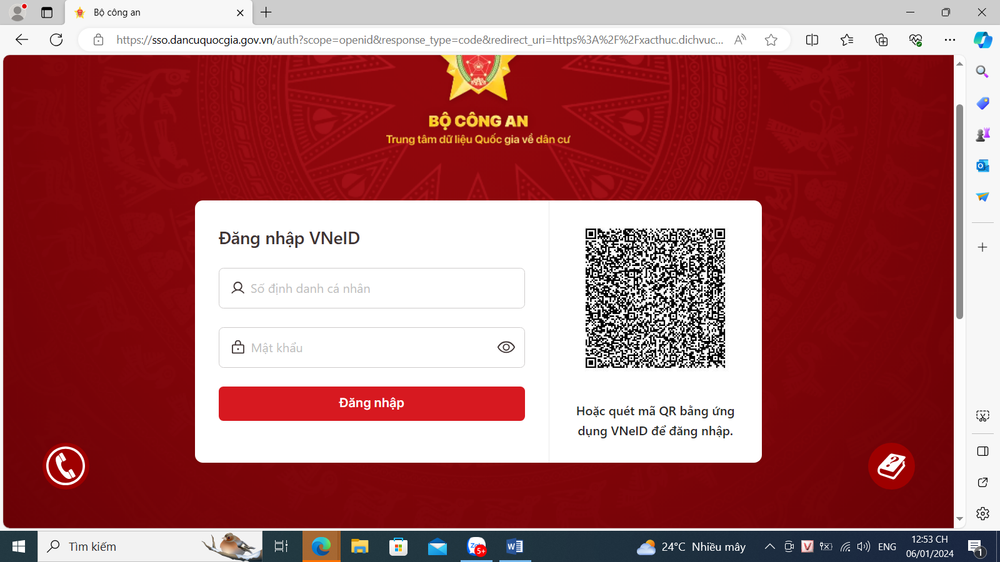 Bộ công an
https://sso.dancuquocgia.gov.vn/auth?scope=openid&response_type=code&redirect_uri=https%3A%2F%2Fxacthuc.dichvuc...
BỘ CÔNG AN
Trung tâm dữ liệu Quốc gia về dân cư
Đăng nhập VNeID
Số định danh cá nhân
Mật khẩu
Đăng nhập
Hoặc quét mã QR bằng ứng
dụng VNeID để đăng nhập.
Tìm kiếm
Zalo
5+
W
24°C Nhiều mây
V
ENG
12:53 CH
06/01/2024
1